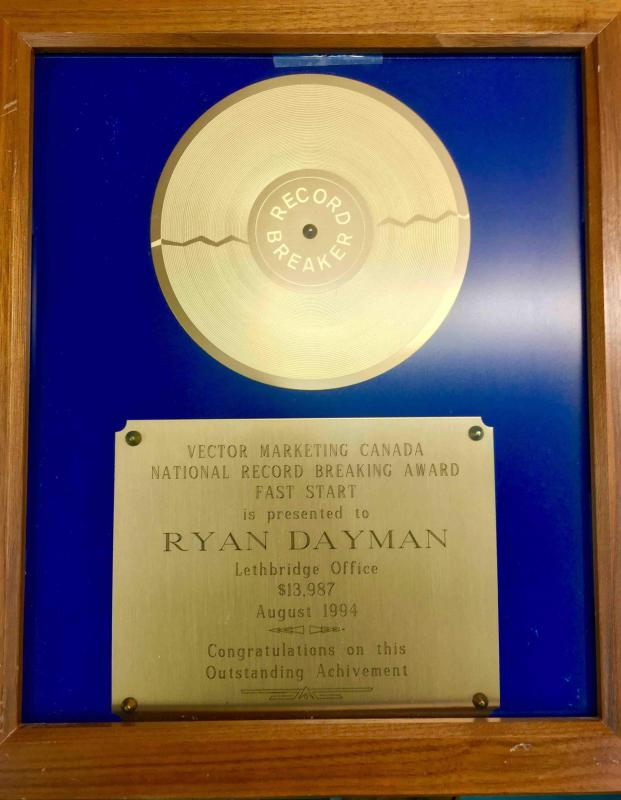 RECORD
BREAKER
VECTOR MARKETING CANADA
NATIONAL RECORD BREAKING AWARD
FAST START
is presented to
RYAN DAYMAN
Lethbridge Office
$13,987
August 1994
Congratulations on this
Outstanding Achivement